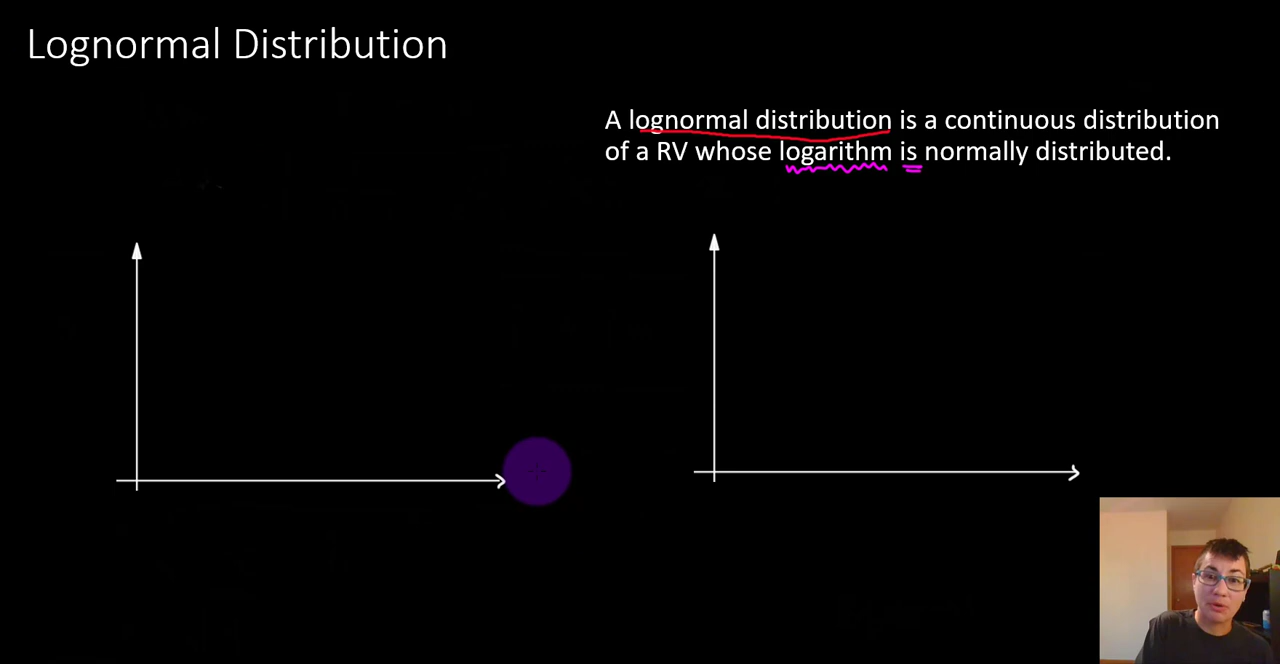 Lognormal Distribution
A lognormal distribution is a continuous distribution
of a RV whose logarithm is normally distributed.